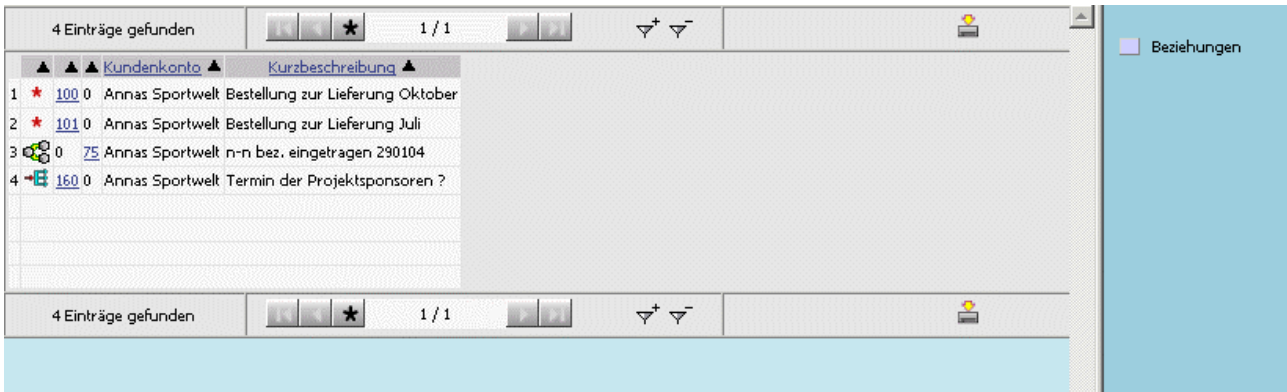 4 Einträge gefunden 1 / 1
Beziehungen
Kundenkonto Kurzbeschreibung
1 100 0 Annas Sportwelt Bestellung zur Lieferung Oktober
2 101 0 Annas Sportwelt Bestellung zur Lieferung Juli
3 0 75 Annas Sportwelt n-n bez. eingetragen 290104
4 160 0 Annas Sportwelt Termin der Projektsponsoren ?
4 Einträge gefunden 1 / 1